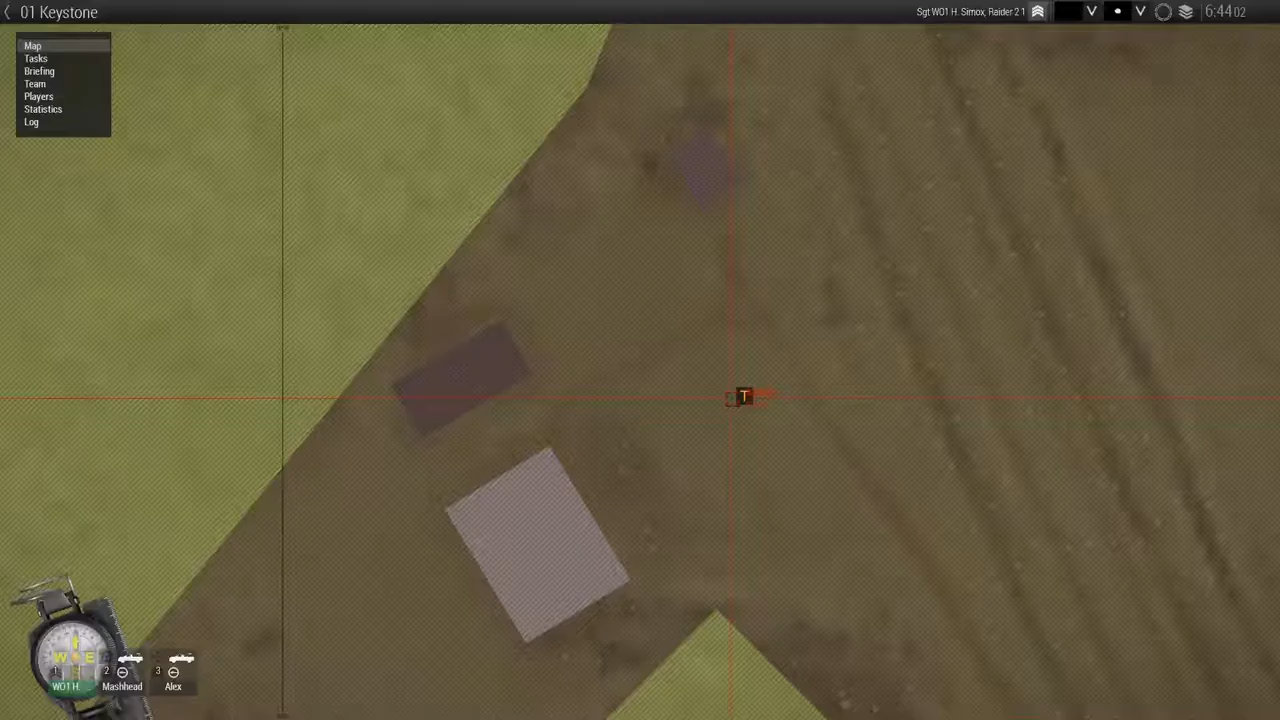 01 Keystone
Sgt WO1 H. Simox, Raider 2 1
6:44 02
Map
Tasks
Briefing
Team
Players
Statistics
Log
T
W E
1 2 3
WO1 H. Mashhead Alex